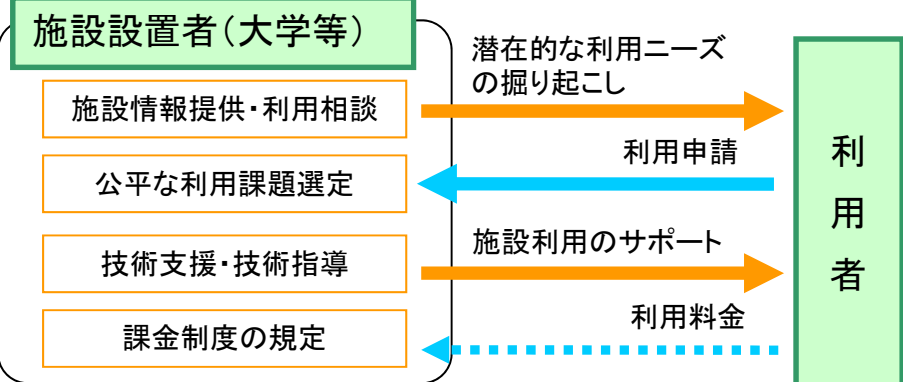 施設設置者(大学等)
潜在的な利用ニーズ
の掘り起こし
施設情報提供・利用相談
利用申請
公平な利用課題選定
施設利用のサポート
技術支援・技術指導
利用料金
課金制度の規定
利用者